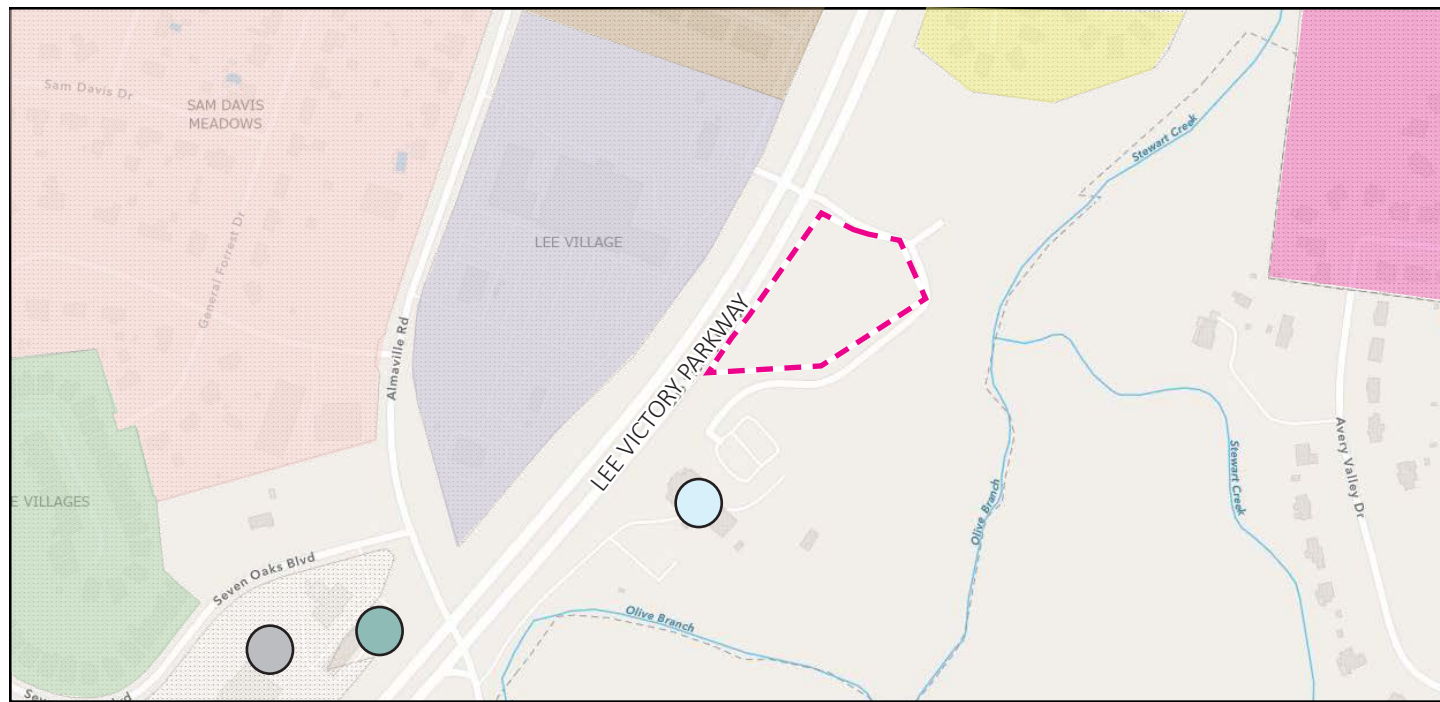 Sam Davis Dr
SAM DAVIS
MEADOWS
General Forrest Dr
Almaville Rd
LEE VILLAGE
LEE VICTORY PARKWAY
Stewart Creek
E VILLAGES
Seven Oaks Blvd
Olive Branch
Olive Branch
Stewart Creek
Avery Valley Dr